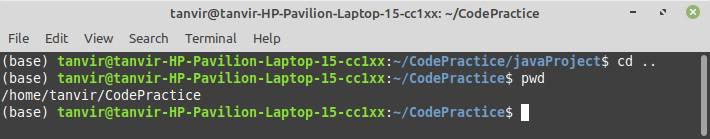 tanvir@tanvir-HP-Pavilion-Laptop-15-cc1xx: ~/CodePractice
File Edit View Search Terminal Help
(base) tanvir@tanvir-HP-Pavilion-Laptop-15-cc1xx:~/CodePractice/javaProject$ cd ..
(base) tanvir@tanvir-HP-Pavilion-Laptop-15-cc1xx:~/CodePractice$ pwd
/home/tanvir/CodePractice
(base) tanvir@tanvir-HP-Pavilion-Laptop-15-cc1xx:~/CodePractice$